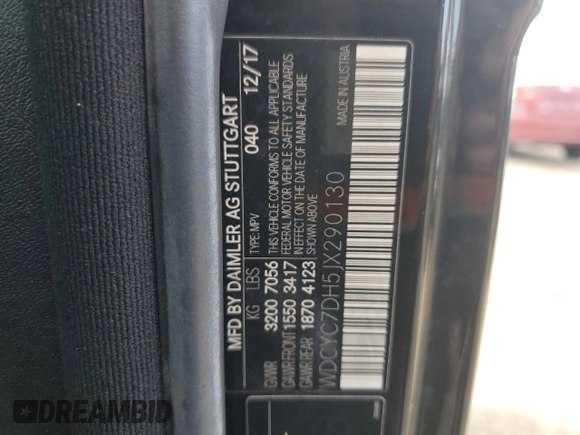 MFD BY DAIMLER AG STUTTGART
KG LBS TYPE: MPV 040 12/17
GVWR 3200 7056 THIS VEHICLE CONFORMS TO ALL APPLICABLE
GAWR FRONT 1550 3417 FEDERAL MOTOR VEHICLE SAFETY STANDARDS
GAWR REAR 1870 4123 IN EFFECT ON THE DATE OF MANUFACTURE
SHOWN ABOVE
WDCYC7DH5JX290130 MADE IN AUSTRIA
DREAMBID